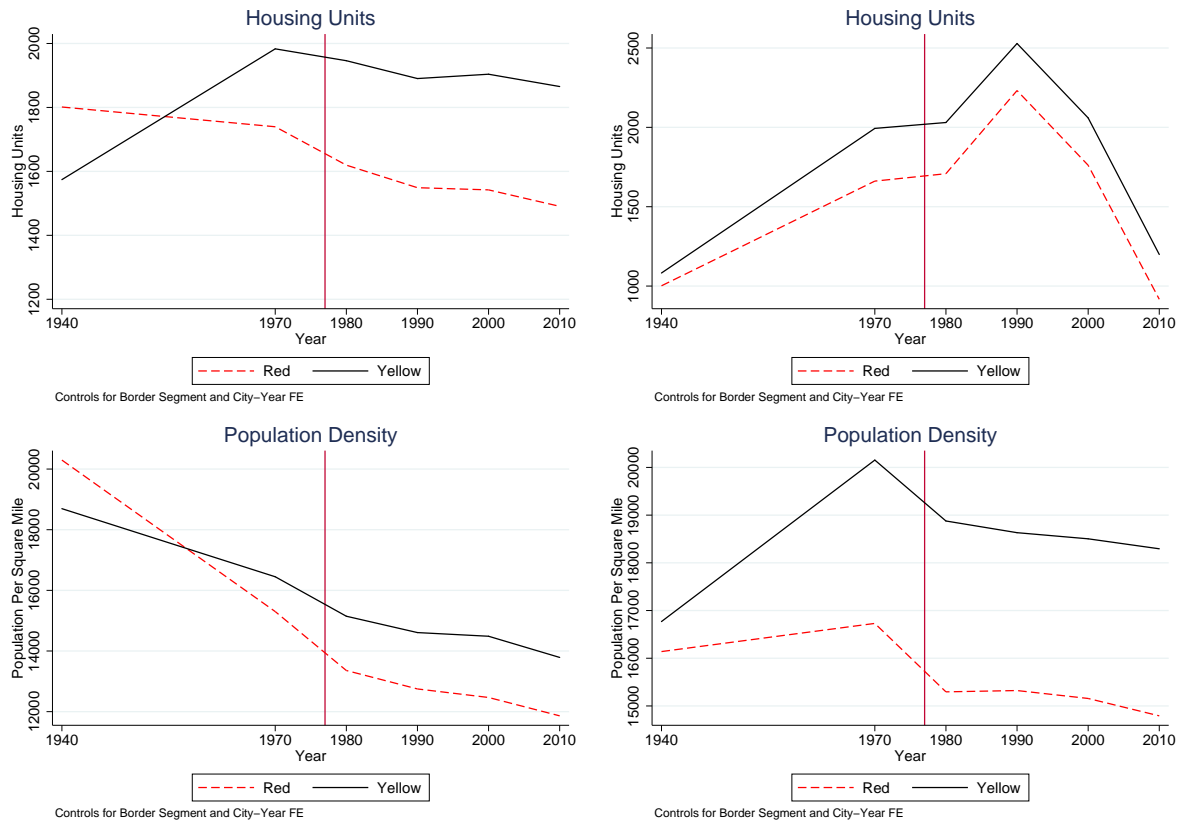 Housing Units
Housing Units
1200 1400 1600 1800 2000
1940 1970 1980 1990 2000 2010
Year
Red Yellow
Controls for Border Segment and City−Year FE
Housing Units
Housing Units
1000 1500 2000 2500
1940 1970 1980 1990 2000 2010
Year
Red Yellow
Controls for Border Segment and City−Year FE
Population Density
Population Per Square Mile
12000 14000 16000 18000 20000
1940 1970 1980 1990 2000 2010
Year
Red Yellow
Controls for Border Segment and City−Year FE
Population Density
Population Per Square Mile
15000 16000 17000 18000 19000 20000
1940 1970 1980 1990 2000 2010
Year
Red Yellow
Controls for Border Segment and City−Year FE